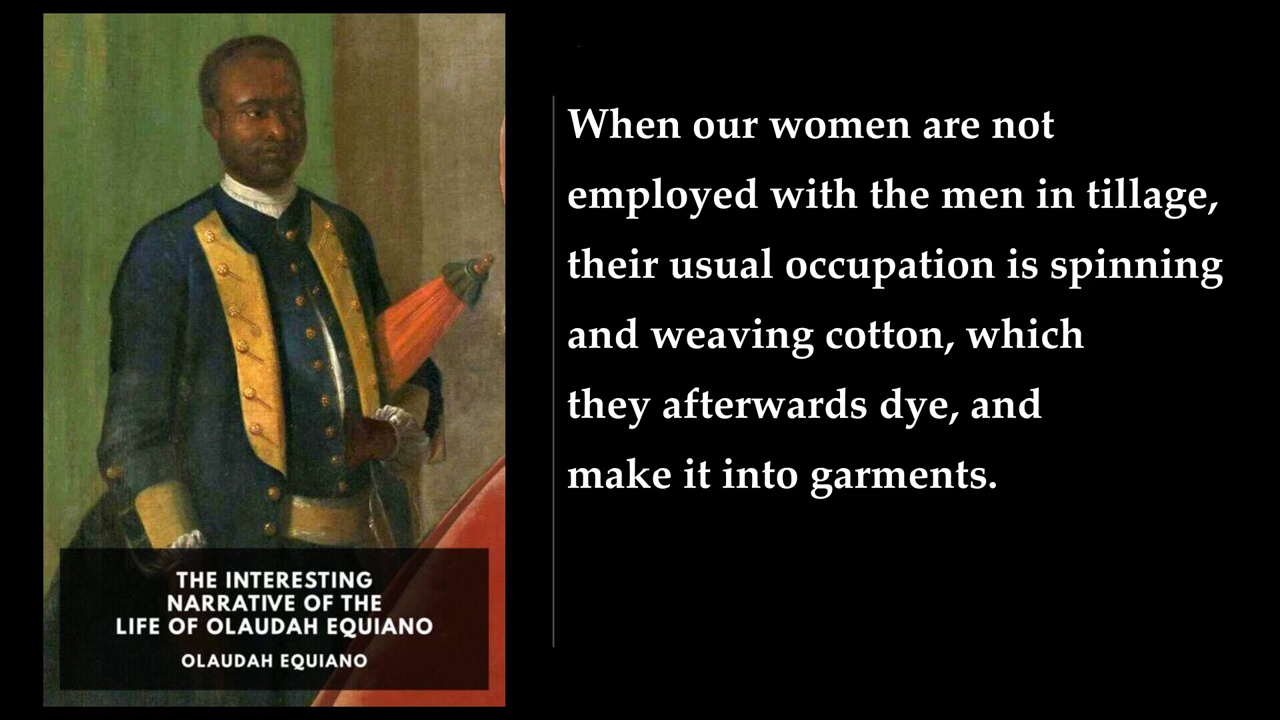 When our women are not
employed with the men in tillage,
their usual occupation is spinning
and weaving cotton, which
they afterwards dye, and
make it into garments.
THE INTERESTING
NARRATIVE OF THE
LIFE OF OLAUDAH EQUIANO
OLAUDAH EQUIANO